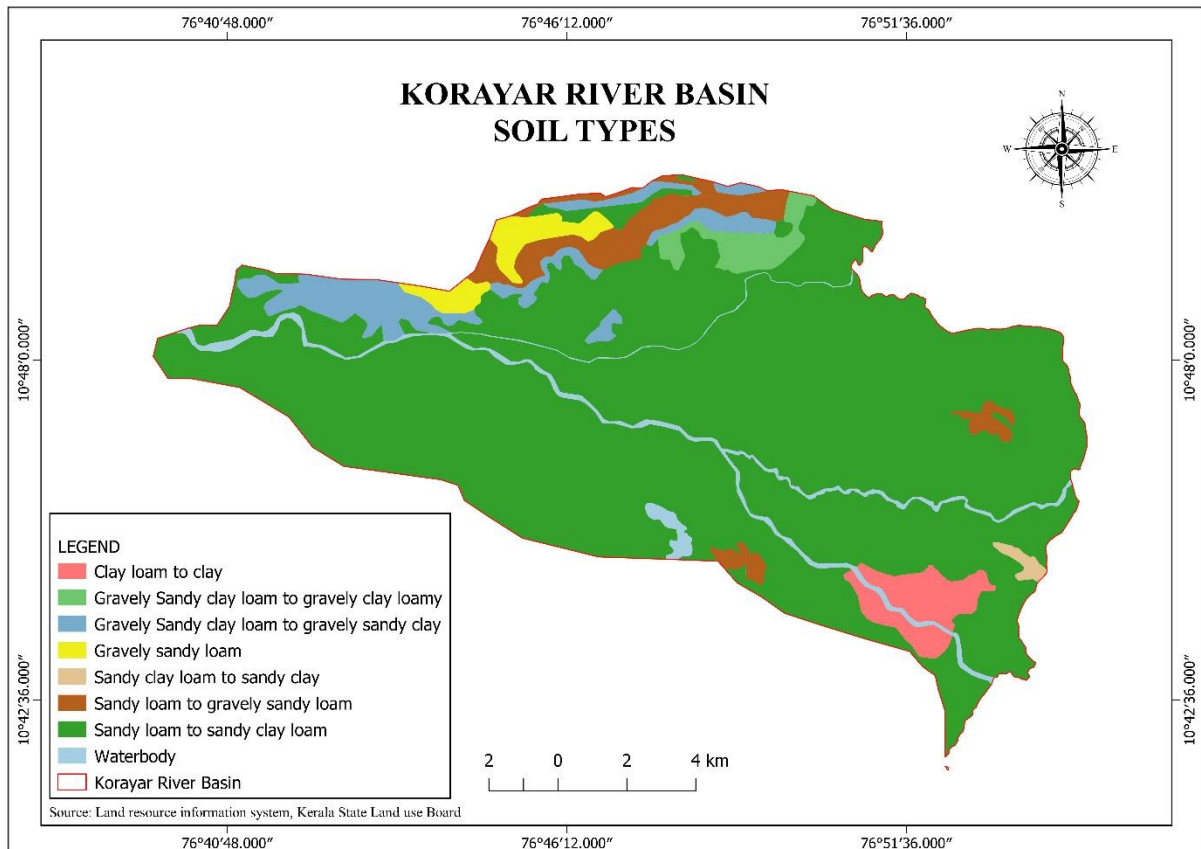 76°40'48.000″ 76°46'12.000″ 76°51'36.000″
KORAYAR RIVER BASIN
SOIL TYPES
N
W E
S
10°48'0.000″ 10°48'0.000″
LEGEND
Clay loam to clay
Gravely Sandy clay loam to gravely clay loamy
Gravely Sandy clay loam to gravely sandy clay
Gravely sandy loam
Sandy clay loam to sandy clay
Sandy loam to gravely sandy loam
Sandy loam to sandy clay loam
Waterbody
Korayar River Basin
10°42'36.000″ 10°42'36.000″
2 0 2 4 km
Source: Land resource information system, Kerala State Land use Board
76°40'48.000″ 76°46'12.000″ 76°51'36.000″